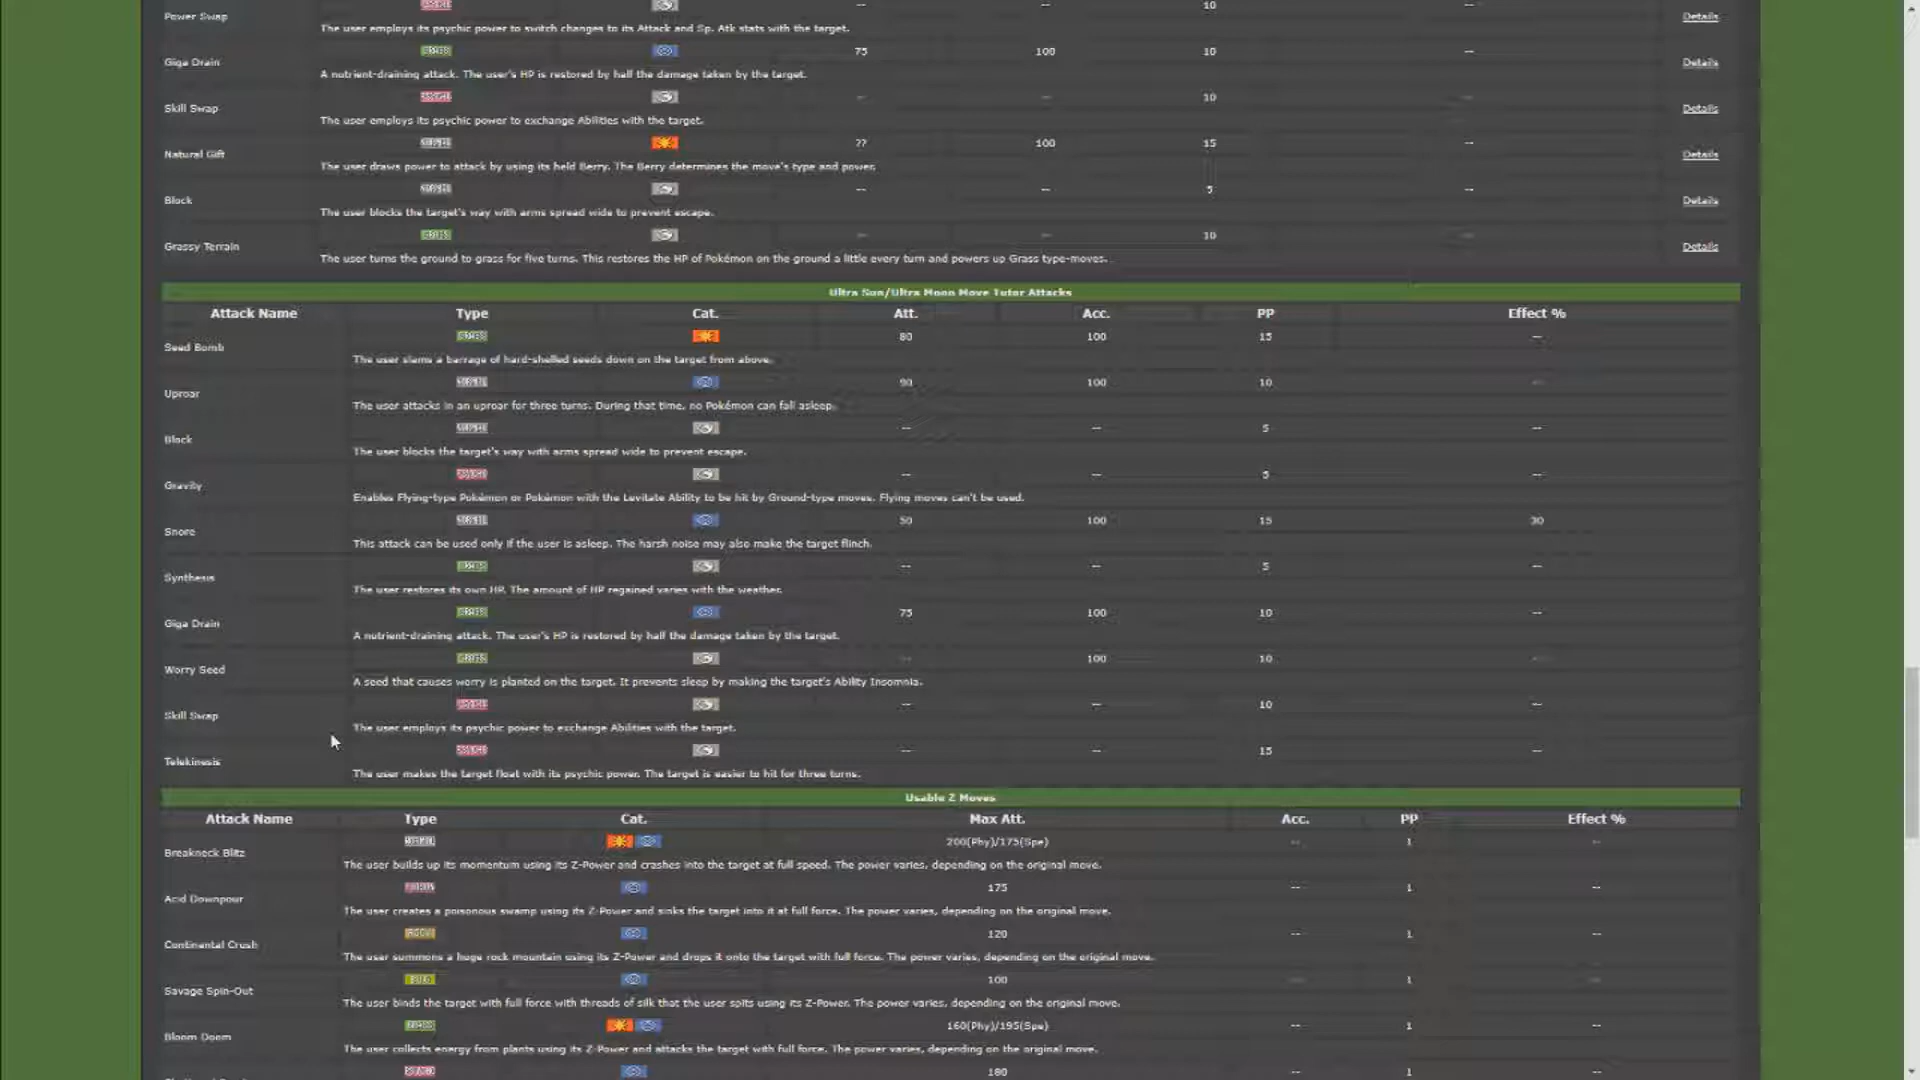 Power Swap -- -- 10 -- Details
The user employs its psychic power to switch changes to its Attack and Sp. Atk stats with the target.
Giga Drain GRASS 75 100 10 -- Details
A nutrient-draining attack. The user's HP is restored by half the damage taken by the target.
Skill Swap PSYCHC -- -- 10 -- Details
The user employs its psychic power to exchange Abilities with the target.
Natural Gift NORMAL ?? 100 15 -- Details
The user draws power to attack by using its held Berry. The Berry determines the move's type and power.
Block NORMAL -- -- 5 -- Details
The user blocks the target's way with arms spread wide to prevent escape.
Grassy Terrain GRASS -- -- 10 -- Details
The user turns the ground to grass for five turns. This restores the HP of Pokémon on the ground a little every turn and powers up Grass type-moves.
Ultra Sun/Ultra Moon Move Tutor Attacks
Attack Name Type Cat. Att. Acc. PP Effect %
Seed Bomb GRASS 80 100 15 --
The user slams a barrage of hard-shelled seeds down on the target from above.
Uproar NORMAL 90 100 10 --
The user attacks in an uproar for three turns. During that time, no Pokémon can fall asleep.
Block NORMAL -- -- 5 --
The user blocks the target's way with arms spread wide to prevent escape.
Gravity PSYCHC -- -- 5 --
Enables Flying-type Pokémon or Pokémon with the Levitate Ability to be hit by Ground-type moves. Flying moves can't be used.
Snore NORMAL 50 100 15 30
This attack can be used only if the user is asleep. The harsh noise may also make the target flinch.
Synthesis GRASS -- -- 5 --
The user restores its own HP. The amount of HP regained varies with the weather.
Giga Drain GRASS 75 100 10 --
A nutrient-draining attack. The user's HP is restored by half the damage taken by the target.
Worry Seed GRASS -- 100 10 --
A seed that causes worry is planted on the target. It prevents sleep by making the target's Ability Insomnia.
Skill Swap PSYCHC -- -- 10 --
The user employs its psychic power to exchange Abilities with the target.
Telekinesis PSYCHC -- -- 15 --
The user makes the target float with its psychic power. The target is easier to hit for three turns.
Usable Z Moves
Attack Name Type Cat. Max Att. Acc. PP Effect %
Breakneck Blitz NORMAL 200(Phy)/175(Spe) -- 1 --
The user builds up its momentum using its Z-Power and crashes into the target at full speed. The power varies, depending on the original move.
Acid Downpour POISON 175 -- 1 --
The user creates a poisonous swamp using its Z-Power and sinks the target into it at full force. The power varies, depending on the original move.
Continental Crush ROCK 120 -- 1 --
The user summons a huge rock mountain using its Z-Power and drops it onto the target with full force. The power varies, depending on the original move.
Savage Spin-Out BUG 100 -- 1 --
The user binds the target with full force with threads of silk that the user spits using its Z-Power. The power varies, depending on the original move.
Bloom Doom GRASS 160(Phy)/195(Spe) -- 1 --
The user collects energy from plants using its Z-Power and attacks the target with full force. The power varies, depending on the original move.
PSYCHC 180 -- 1 --